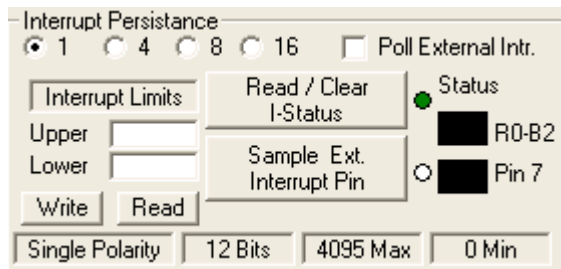 Interrupt Persistance
1 4 8 16 Poll External Intr.
Interrupt Limits
Read / Clear
I-Status
Status
Upper
R0-B2
Lower
Sample Ext.
Interrupt Pin
Pin 7
Write Read
Single Polarity 12 Bits 4095 Max 0 Min